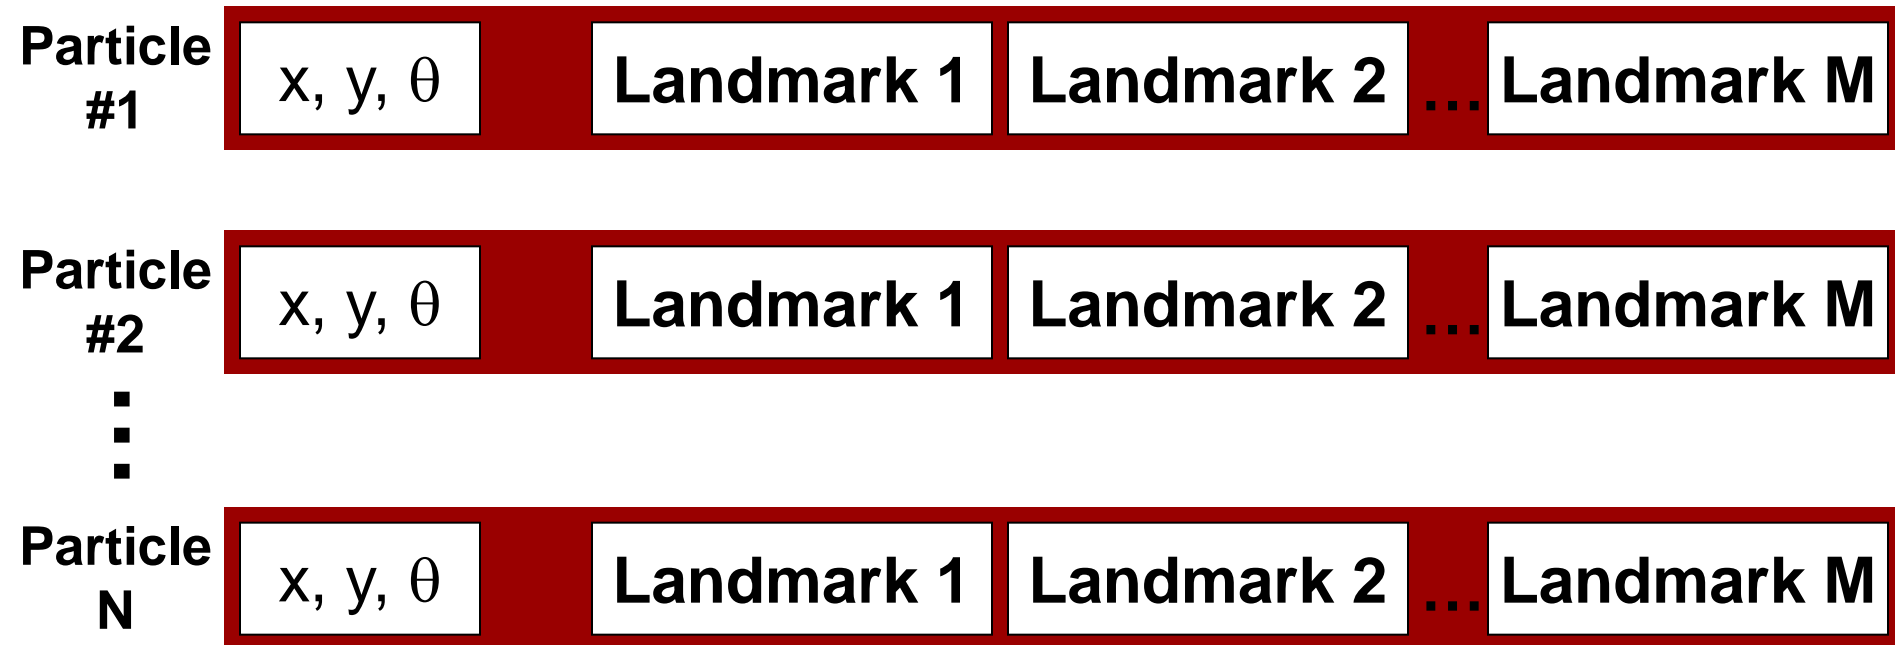 Particle
#1
x, y, θ
Landmark 1
Landmark 2
...
Landmark M
Particle
#2
x, y, θ
Landmark 1
Landmark 2
...
Landmark M
⋮
Particle
N
x, y, θ
Landmark 1
Landmark 2
...
Landmark M